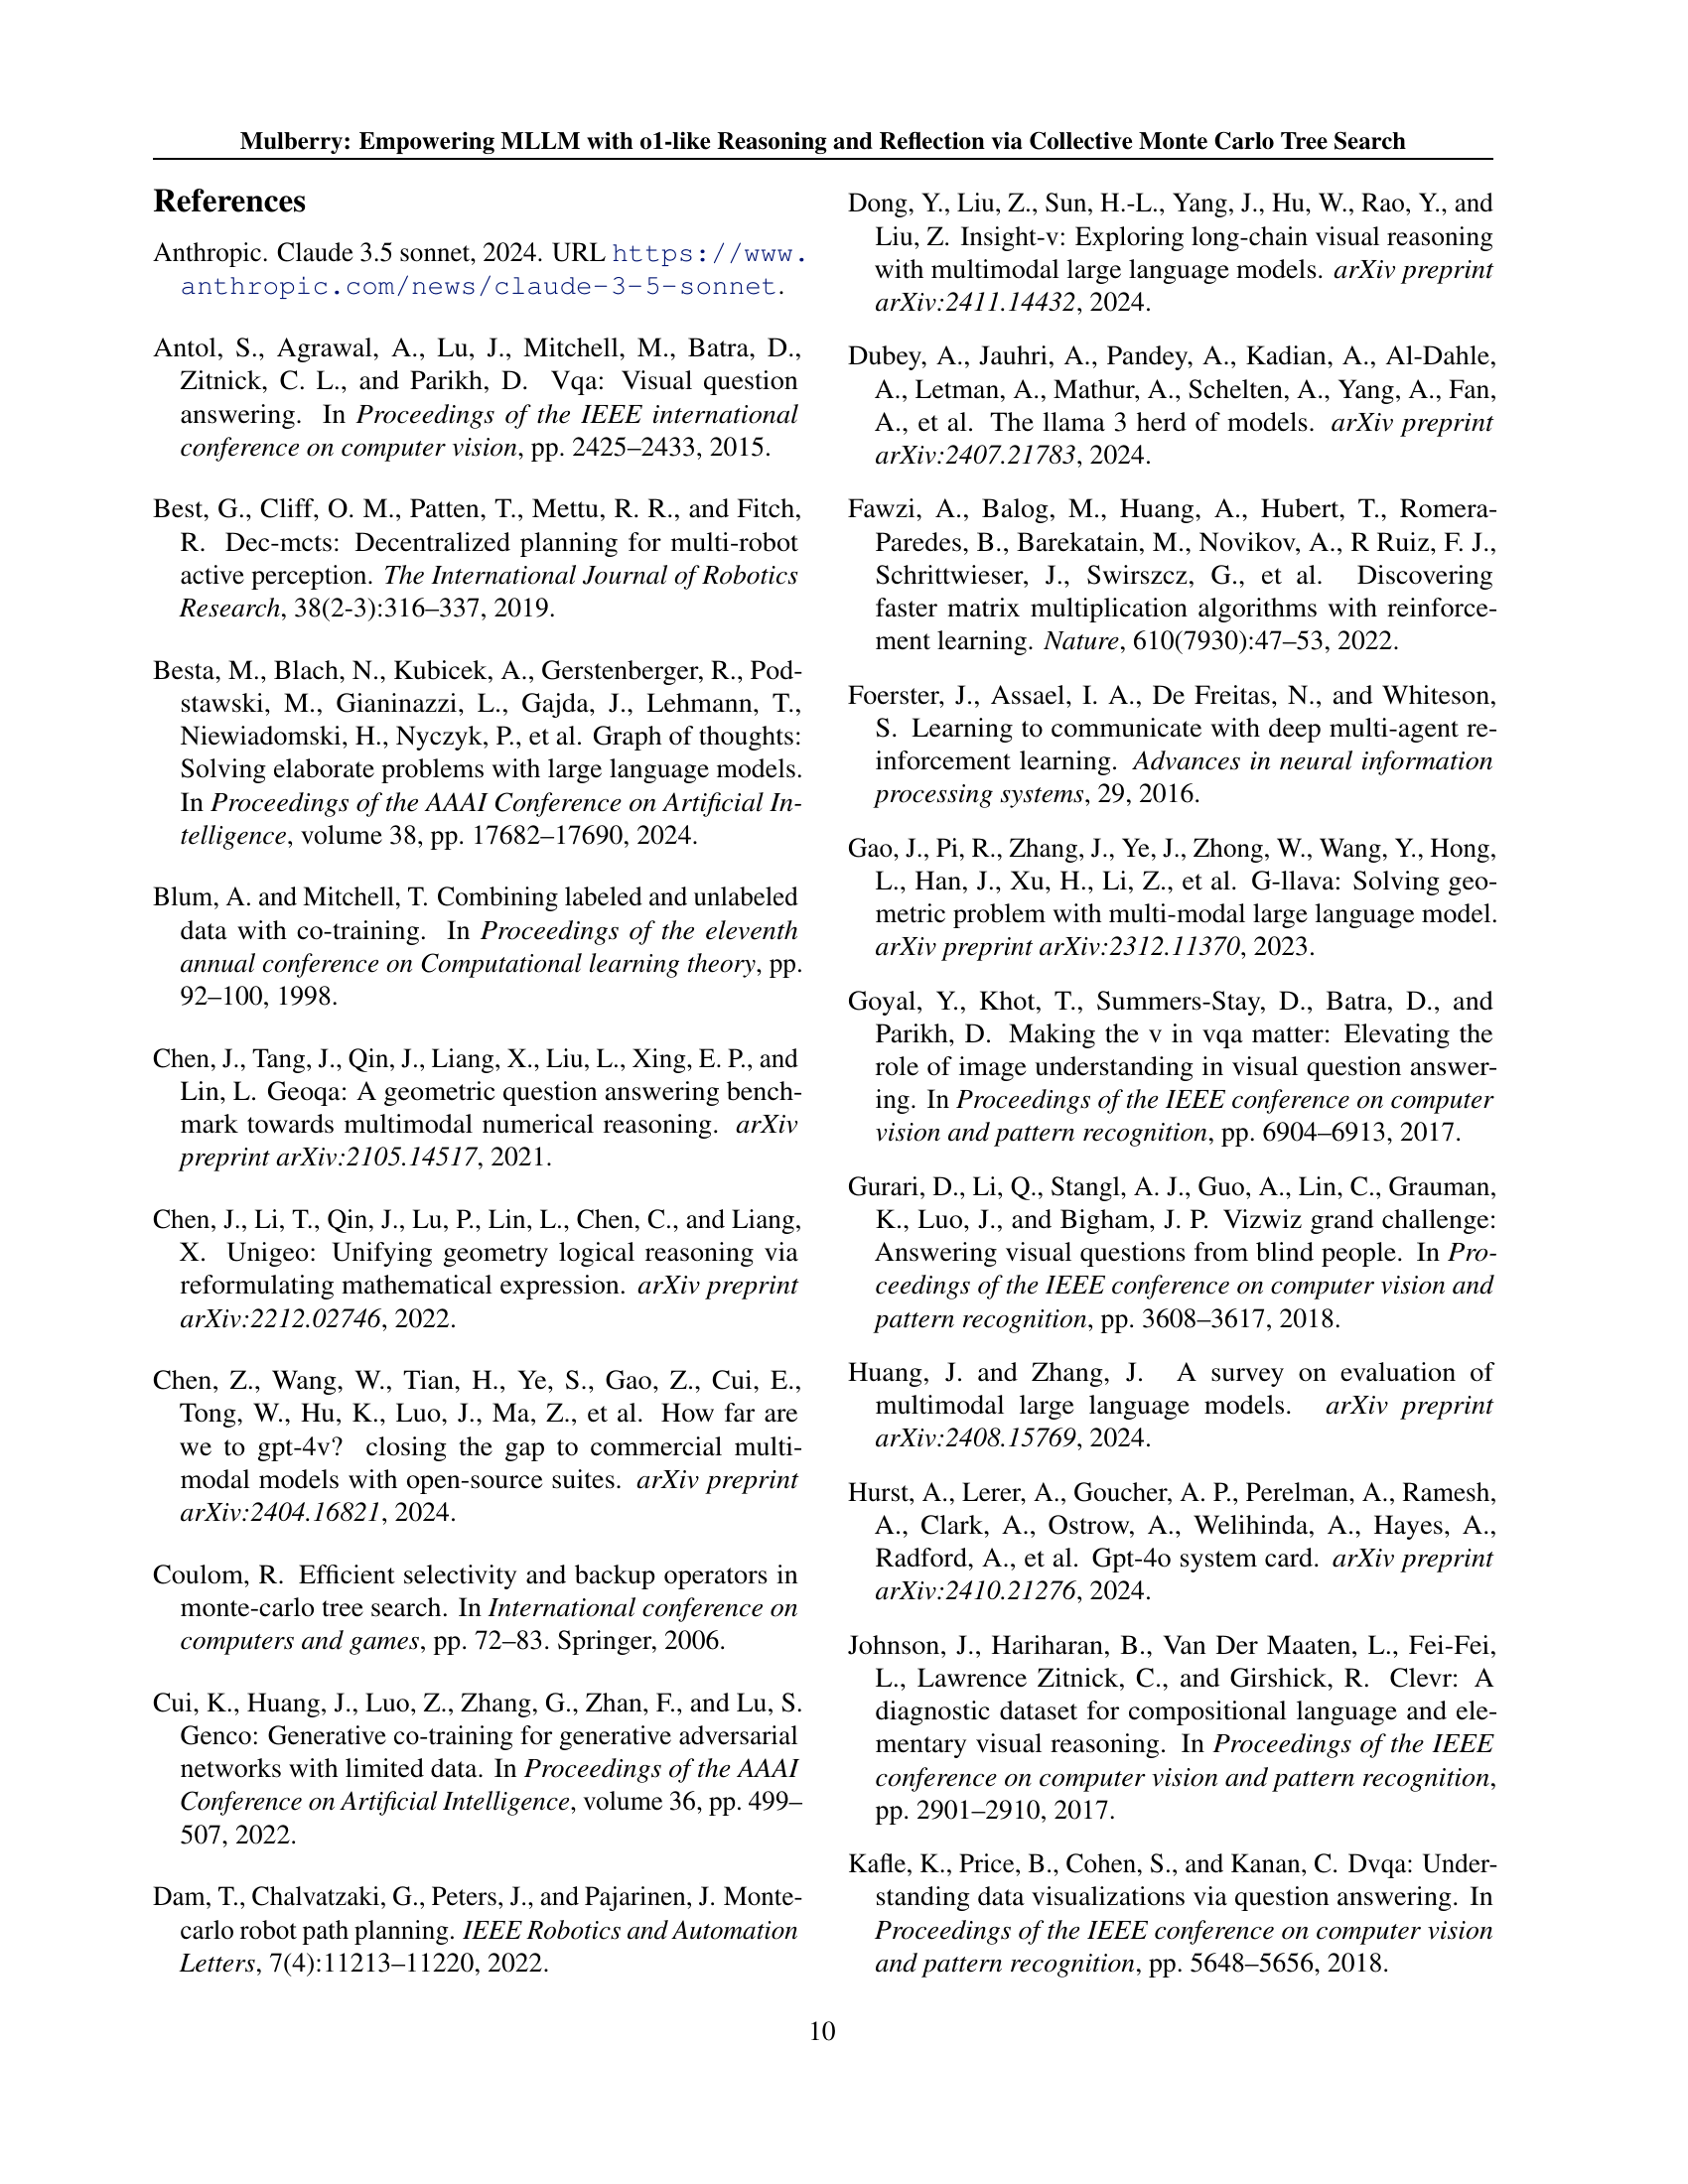 Mulberry: Empowering MLLM with o1-like Reasoning and Reflection via Collective Monte Carlo Tree Search
References
Anthropic. Claude 3.5 sonnet, 2024. URL https://www.
anthropic.com/news/claude-3-5-sonnet.
Antol, S., Agrawal, A., Lu, J., Mitchell, M., Batra, D.,
Zitnick, C. L., and Parikh, D. Vqa: Visual question
answering. In Proceedings of the IEEE international
conference on computer vision, pp. 2425–2433, 2015.
Best, G., Cliff, O. M., Patten, T., Mettu, R. R., and Fitch,
R. Dec-mcts: Decentralized planning for multi-robot
active perception. The International Journal of Robotics
Research, 38(2-3):316–337, 2019.
Besta, M., Blach, N., Kubicek, A., Gerstenberger, R., Pod-
stawski, M., Gianinazzi, L., Gajda, J., Lehmann, T.,
Niewiadomski, H., Nyczyk, P., et al. Graph of thoughts:
Solving elaborate problems with large language models.
In Proceedings of the AAAI Conference on Artificial In-
telligence, volume 38, pp. 17682–17690, 2024.
Blum, A. and Mitchell, T. Combining labeled and unlabeled
data with co-training. In Proceedings of the eleventh
annual conference on Computational learning theory, pp.
92–100, 1998.
Chen, J., Tang, J., Qin, J., Liang, X., Liu, L., Xing, E. P., and
Lin, L. Geoqa: A geometric question answering bench-
mark towards multimodal numerical reasoning. arXiv
preprint arXiv:2105.14517, 2021.
Chen, J., Li, T., Qin, J., Lu, P., Lin, L., Chen, C., and Liang,
X. Unigeo: Unifying geometry logical reasoning via
reformulating mathematical expression. arXiv preprint
arXiv:2212.02746, 2022.
Chen, Z., Wang, W., Tian, H., Ye, S., Gao, Z., Cui, E.,
Tong, W., Hu, K., Luo, J., Ma, Z., et al. How far are
we to gpt-4v? closing the gap to commercial multi-
modal models with open-source suites. arXiv preprint
arXiv:2404.16821, 2024.
Coulom, R. Efficient selectivity and backup operators in
monte-carlo tree search. In International conference on
computers and games, pp. 72–83. Springer, 2006.
Cui, K., Huang, J., Luo, Z., Zhang, G., Zhan, F., and Lu, S.
Genco: Generative co-training for generative adversarial
networks with limited data. In Proceedings of the AAAI
Conference on Artificial Intelligence, volume 36, pp. 499–
507, 2022.
Dam, T., Chalvatzaki, G., Peters, J., and Pajarinen, J. Monte-
carlo robot path planning. IEEE Robotics and Automation
Letters, 7(4):11213–11220, 2022.
Dong, Y., Liu, Z., Sun, H.-L., Yang, J., Hu, W., Rao, Y., and
Liu, Z. Insight-v: Exploring long-chain visual reasoning
with multimodal large language models. arXiv preprint
arXiv:2411.14432, 2024.
Dubey, A., Jauhri, A., Pandey, A., Kadian, A., Al-Dahle,
A., Letman, A., Mathur, A., Schelten, A., Yang, A., Fan,
A., et al. The llama 3 herd of models. arXiv preprint
arXiv:2407.21783, 2024.
Fawzi, A., Balog, M., Huang, A., Hubert, T., Romera-
Paredes, B., Barekatain, M., Novikov, A., R Ruiz, F. J.,
Schrittwieser, J., Swirszcz, G., et al. Discovering
faster matrix multiplication algorithms with reinforce-
ment learning. Nature, 610(7930):47–53, 2022.
Foerster, J., Assael, I. A., De Freitas, N., and Whiteson,
S. Learning to communicate with deep multi-agent re-
inforcement learning. Advances in neural information
processing systems, 29, 2016.
Gao, J., Pi, R., Zhang, J., Ye, J., Zhong, W., Wang, Y., Hong,
L., Han, J., Xu, H., Li, Z., et al. G-llava: Solving geo-
metric problem with multi-modal large language model.
arXiv preprint arXiv:2312.11370, 2023.
Goyal, Y., Khot, T., Summers-Stay, D., Batra, D., and
Parikh, D. Making the v in vqa matter: Elevating the
role of image understanding in visual question answer-
ing. In Proceedings of the IEEE conference on computer
vision and pattern recognition, pp. 6904–6913, 2017.
Gurari, D., Li, Q., Stangl, A. J., Guo, A., Lin, C., Grauman,
K., Luo, J., and Bigham, J. P. Vizwiz grand challenge:
Answering visual questions from blind people. In Pro-
ceedings of the IEEE conference on computer vision and
pattern recognition, pp. 3608–3617, 2018.
Huang, J. and Zhang, J. A survey on evaluation of
multimodal large language models. arXiv preprint
arXiv:2408.15769, 2024.
Hurst, A., Lerer, A., Goucher, A. P., Perelman, A., Ramesh,
A., Clark, A., Ostrow, A., Welihinda, A., Hayes, A.,
Radford, A., et al. Gpt-4o system card. arXiv preprint
arXiv:2410.21276, 2024.
Johnson, J., Hariharan, B., Van Der Maaten, L., Fei-Fei,
L., Lawrence Zitnick, C., and Girshick, R. Clevr: A
diagnostic dataset for compositional language and ele-
mentary visual reasoning. In Proceedings of the IEEE
conference on computer vision and pattern recognition,
pp. 2901–2910, 2017.
Kafle, K., Price, B., Cohen, S., and Kanan, C. Dvqa: Under-
standing data visualizations via question answering. In
Proceedings of the IEEE conference on computer vision
and pattern recognition, pp. 5648–5656, 2018.
10